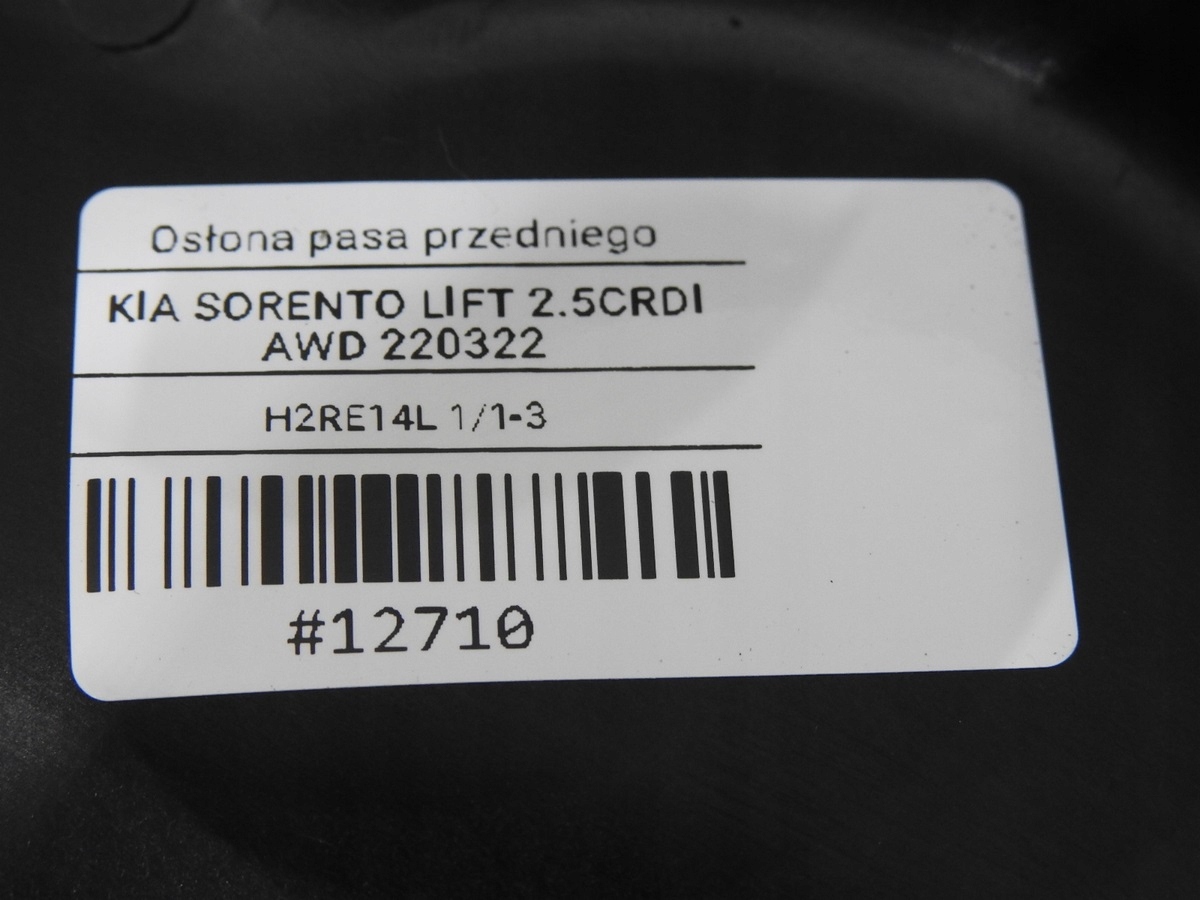 Osłona pasa przedniego
KIA SORENTO LIFT 2.5CRDI
AWD 220322
H2RE14L 1/1-3
#12710